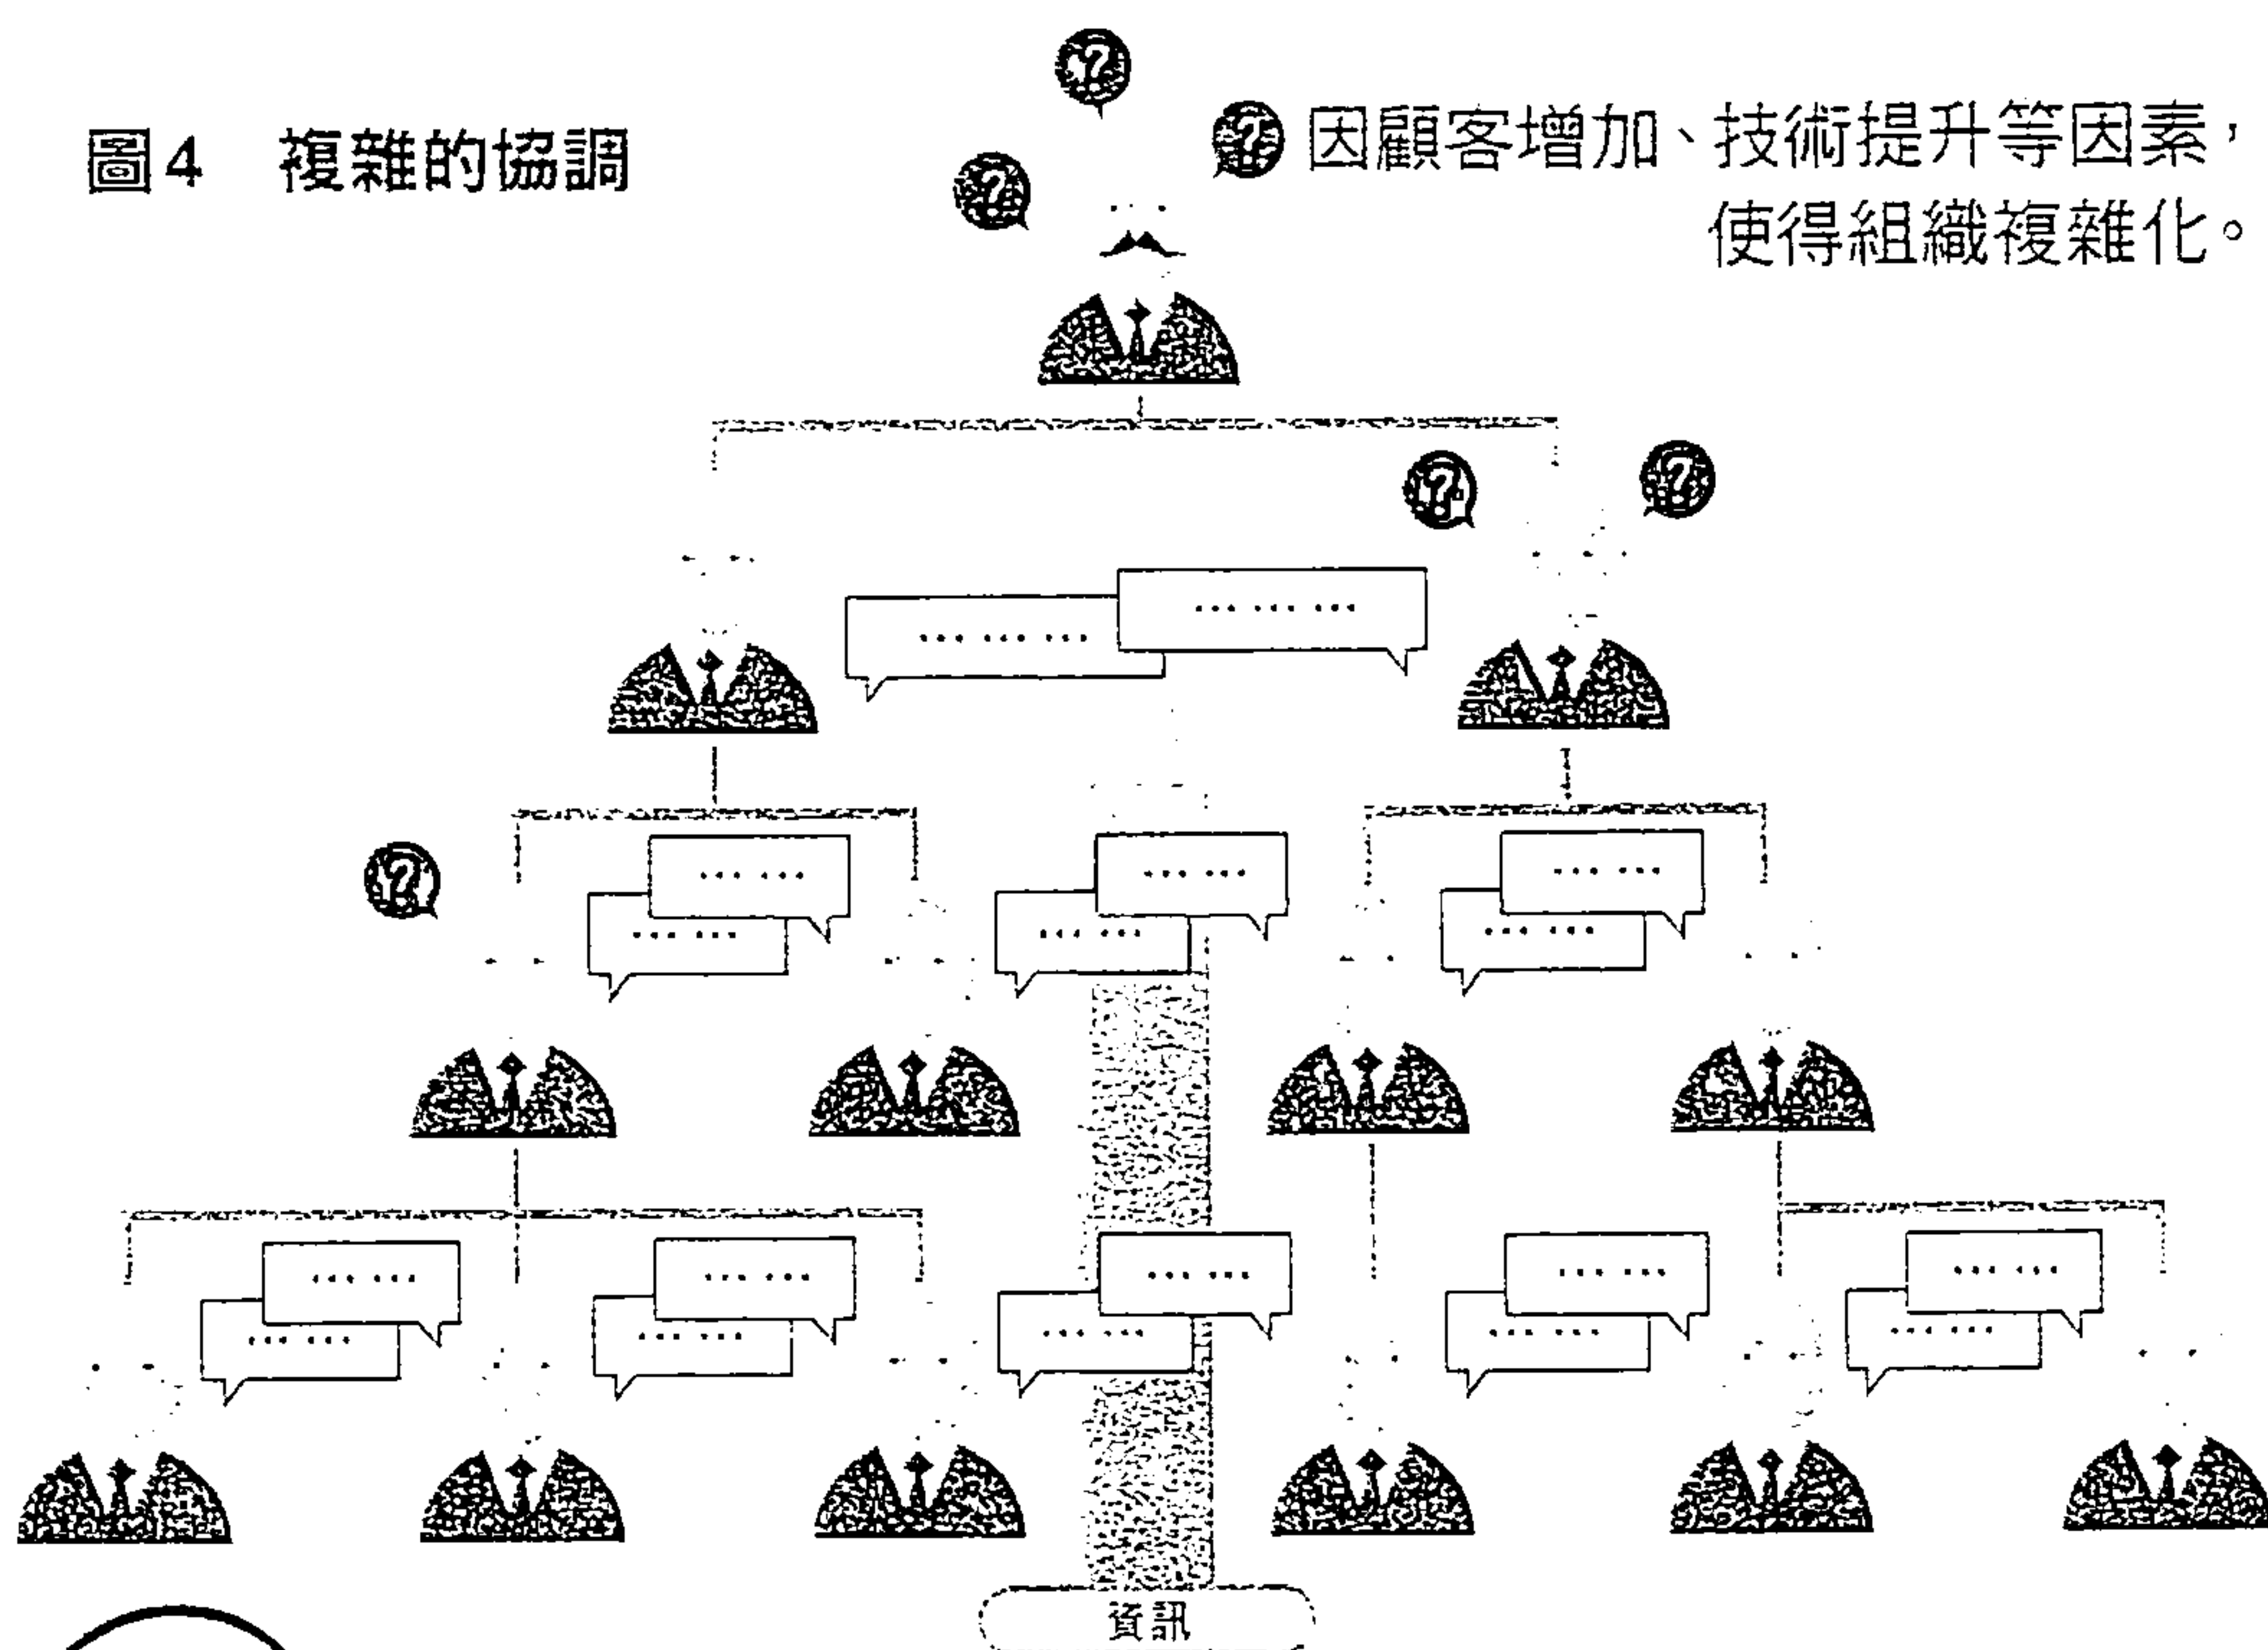 圖4 複雜的協調
因顧客增加、技術提升等因素,
使得組織複雜化。
資訊